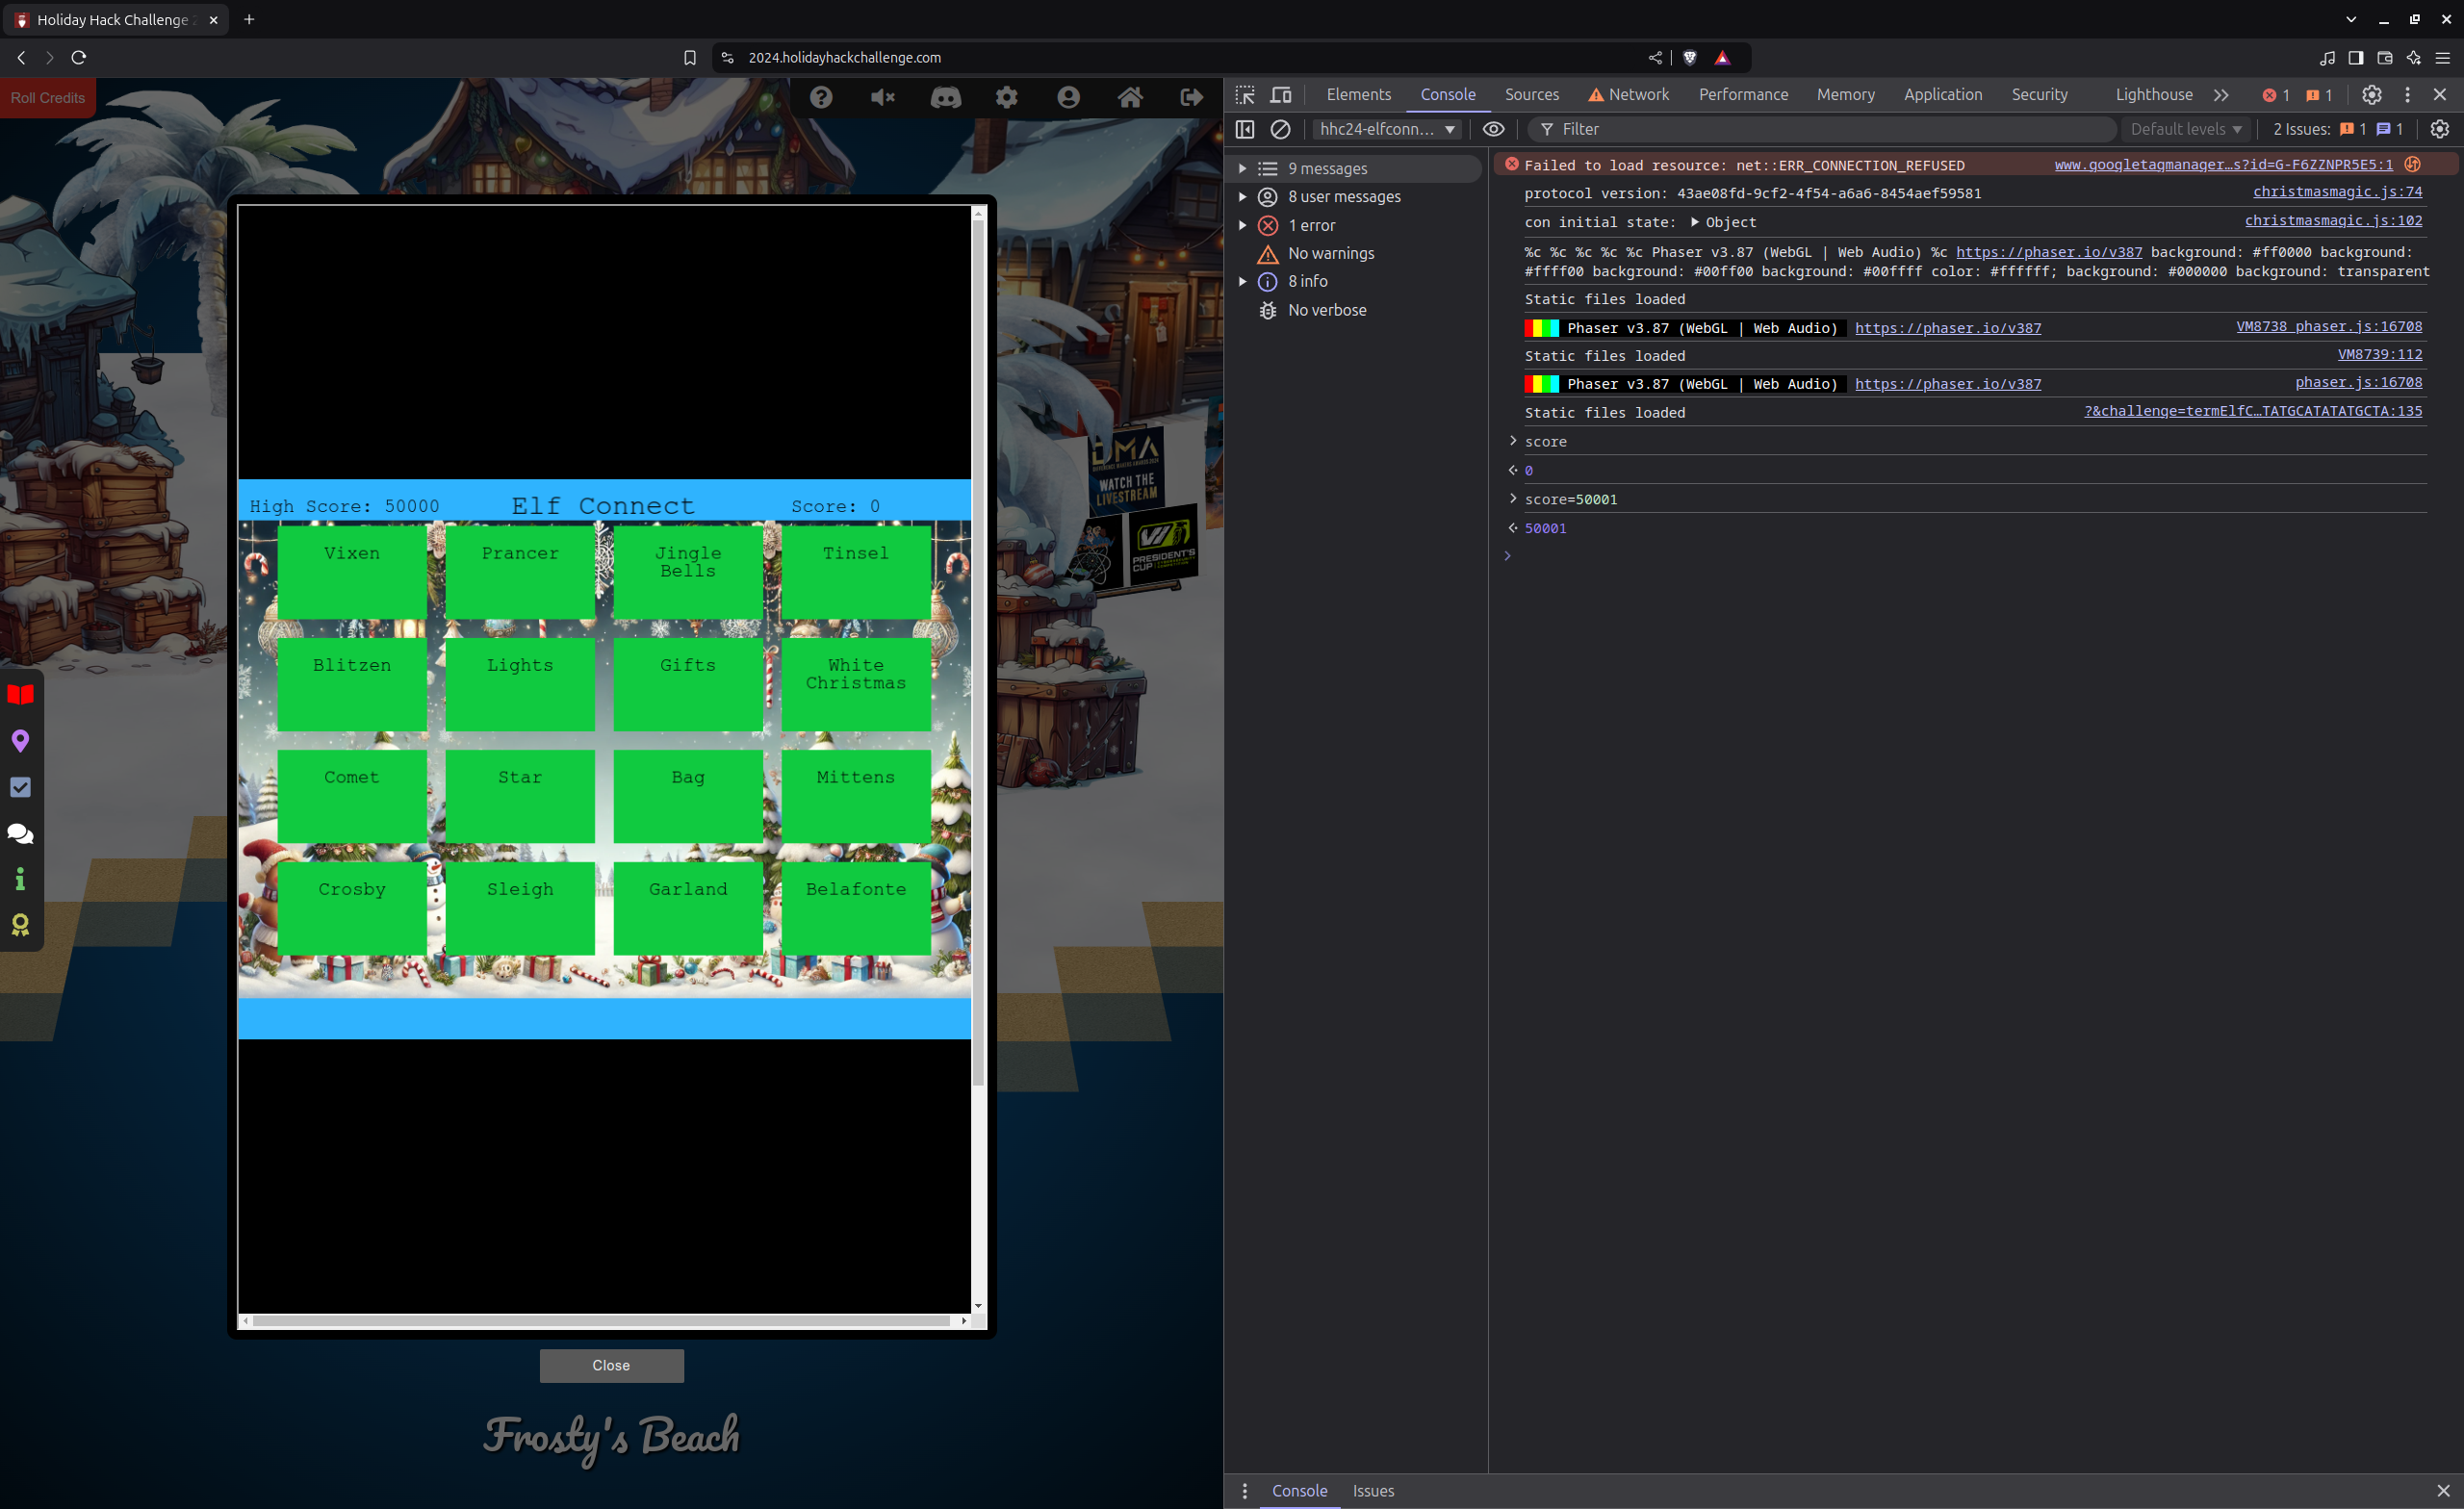 Holiday Hack Challenge 2
2024.holidayhackchallenge.com
Roll Credits
High Score: 50000
Elf Connect
Score: 0
Vixen
Prancer
Jingle
Bells
Tinsel
Blitzen
Lights
Gifts
White
Christmas
Comet
Star
Bag
Mittens
Crosby
Sleigh
Garland
Belafonte
DMA
WATCH THE
LIVESTREAM
PRESIDENT'S
CUP
Close
Frosty's Beach
Elements
Console
Sources
Network
Performance
Memory
Application
Security
Lighthouse
1
1
hhc24-elfconn...
Filter
Default levels
2 Issues:
1
1
9 messages
8 user messages
1 error
No warnings
8 info
No verbose
Failed to load resource: net::ERR_CONNECTION_REFUSED www.googletagmanager…s?id=G-F6ZZNPR5E5:1
protocol version: 43ae08fd-9cf2-4f54-a6a6-8454aef59581 christmasmagic.js:74
con initial state: Object christmasmagic.js:102
%c %c %c %c %c Phaser v3.87 (WebGL | Web Audio) %c https://phaser.io/v387 background: #ff0000 background:
#ffff00 background: #00ff00 background: #00ffff color: #ffffff; background: #000000 background: transparent
Static files loaded
Phaser v3.87 (WebGL | Web Audio) https://phaser.io/v387 VM8738 phaser.js:16708
Static files loaded VM8739:112
Phaser v3.87 (WebGL | Web Audio) https://phaser.io/v387 phaser.js:16708
Static files loaded ?&challenge=termElfC…TATGCATATATGCTA:135
score
0
score=50001
50001
Console
Issues